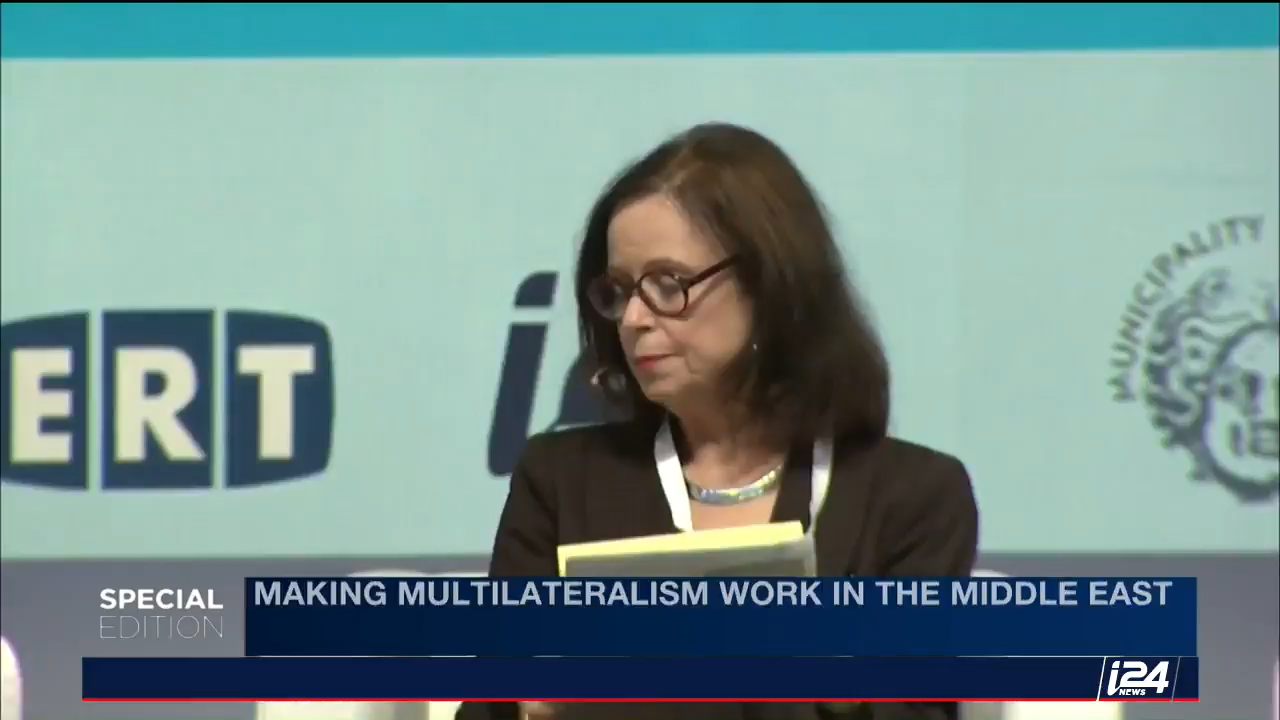 MUNICIPALITY
ERT
i
SPECIAL
EDITION
MAKING MULTILATERALISM WORK IN THE MIDDLE EAST
i24
NEWS